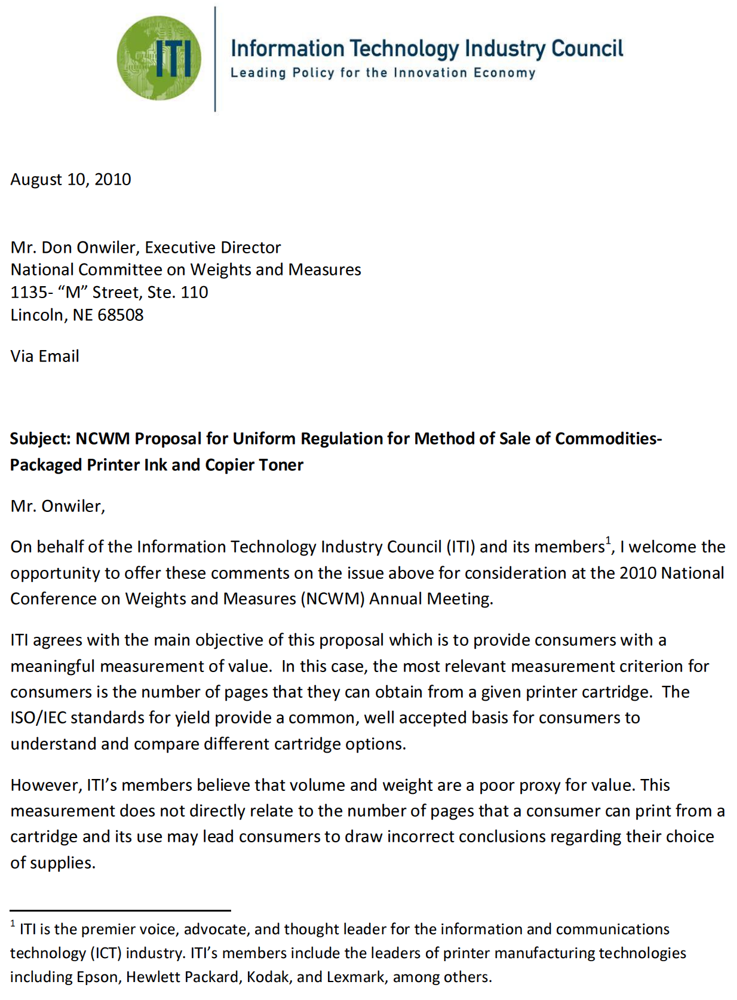 ITI
Information Technology Industry Council
Leading Policy for the Innovation Economy
August 10, 2010
Mr. Don Onwiler, Executive Director
National Committee on Weights and Measures
1135- “M” Street, Ste. 110
Lincoln, NE 68508
Via Email
Subject: NCWM Proposal for Uniform Regulation for Method of Sale of Commodities-
Packaged Printer Ink and Copier Toner
Mr. Onwiler,
On behalf of the Information Technology Industry Council (ITI) and its members¹, I welcome the
opportunity to offer these comments on the issue above for consideration at the 2010 National
Conference on Weights and Measures (NCWM) Annual Meeting.
ITI agrees with the main objective of this proposal which is to provide consumers with a
meaningful measurement of value.  In this case, the most relevant measurement criterion for
consumers is the number of pages that they can obtain from a given printer cartridge.  The
ISO/IEC standards for yield provide a common, well accepted basis for consumers to
understand and compare different cartridge options.
However, ITI’s members believe that volume and weight are a poor proxy for value. This
measurement does not directly relate to the number of pages that a consumer can print from a
cartridge and its use may lead consumers to draw incorrect conclusions regarding their choice
of supplies.
¹ ITI is the premier voice, advocate, and thought leader for the information and communications
technology (ICT) industry. ITI’s members include the leaders of printer manufacturing technologies
including Epson, Hewlett Packard, Kodak, and Lexmark, among others.